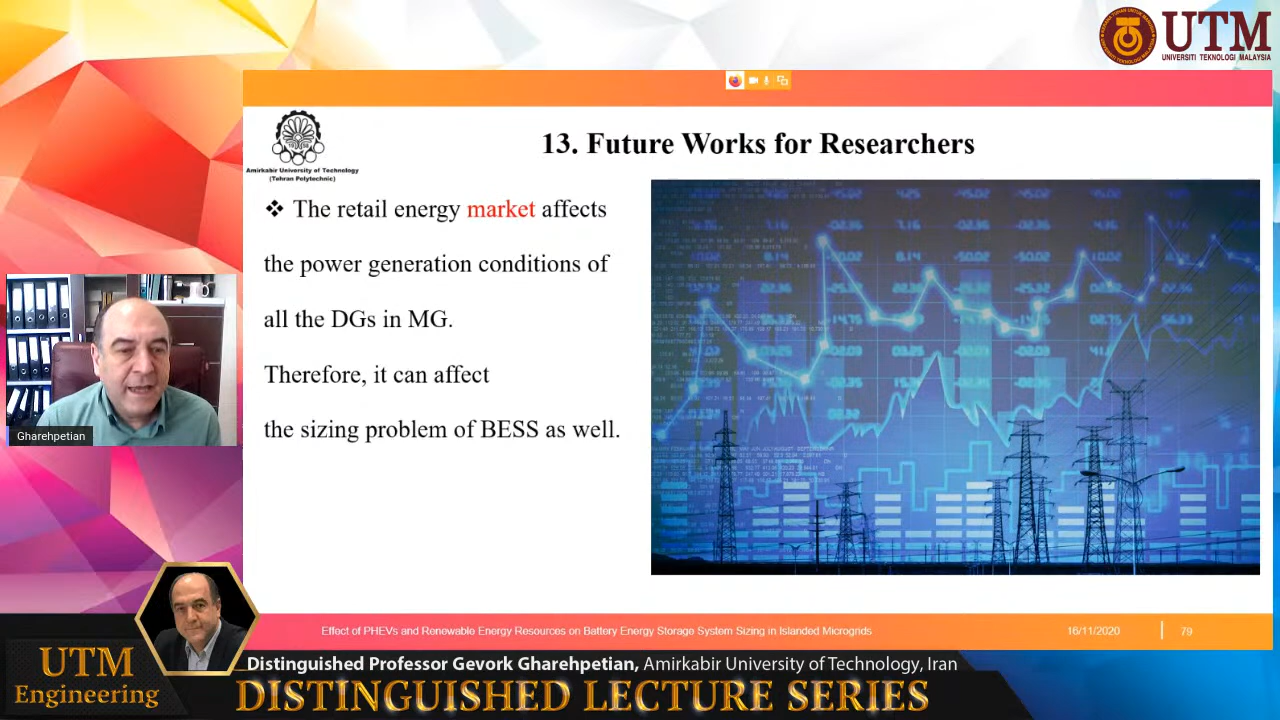 UTM
UNIVERSITI TEKNOLOGI MALAYSIA
Amirkabir University of Technology
(Tehran Polytechnic)
13. Future Works for Researchers
❖ The retail energy market affects
the power generation conditions of
all the DGs in MG.
Therefore, it can affect
the sizing problem of BESS as well.
Gharehpetian
Effect of PHEVs and Renewable Energy Resources on Battery Energy Storage System Sizing in Islanded Microgrids
16/11/2020
79
UTM
Engineering
Distinguished Professor Gevork Gharehpetian, Amirkabir University of Technology, Iran
DISTINGUISHED LECTURE SERIES